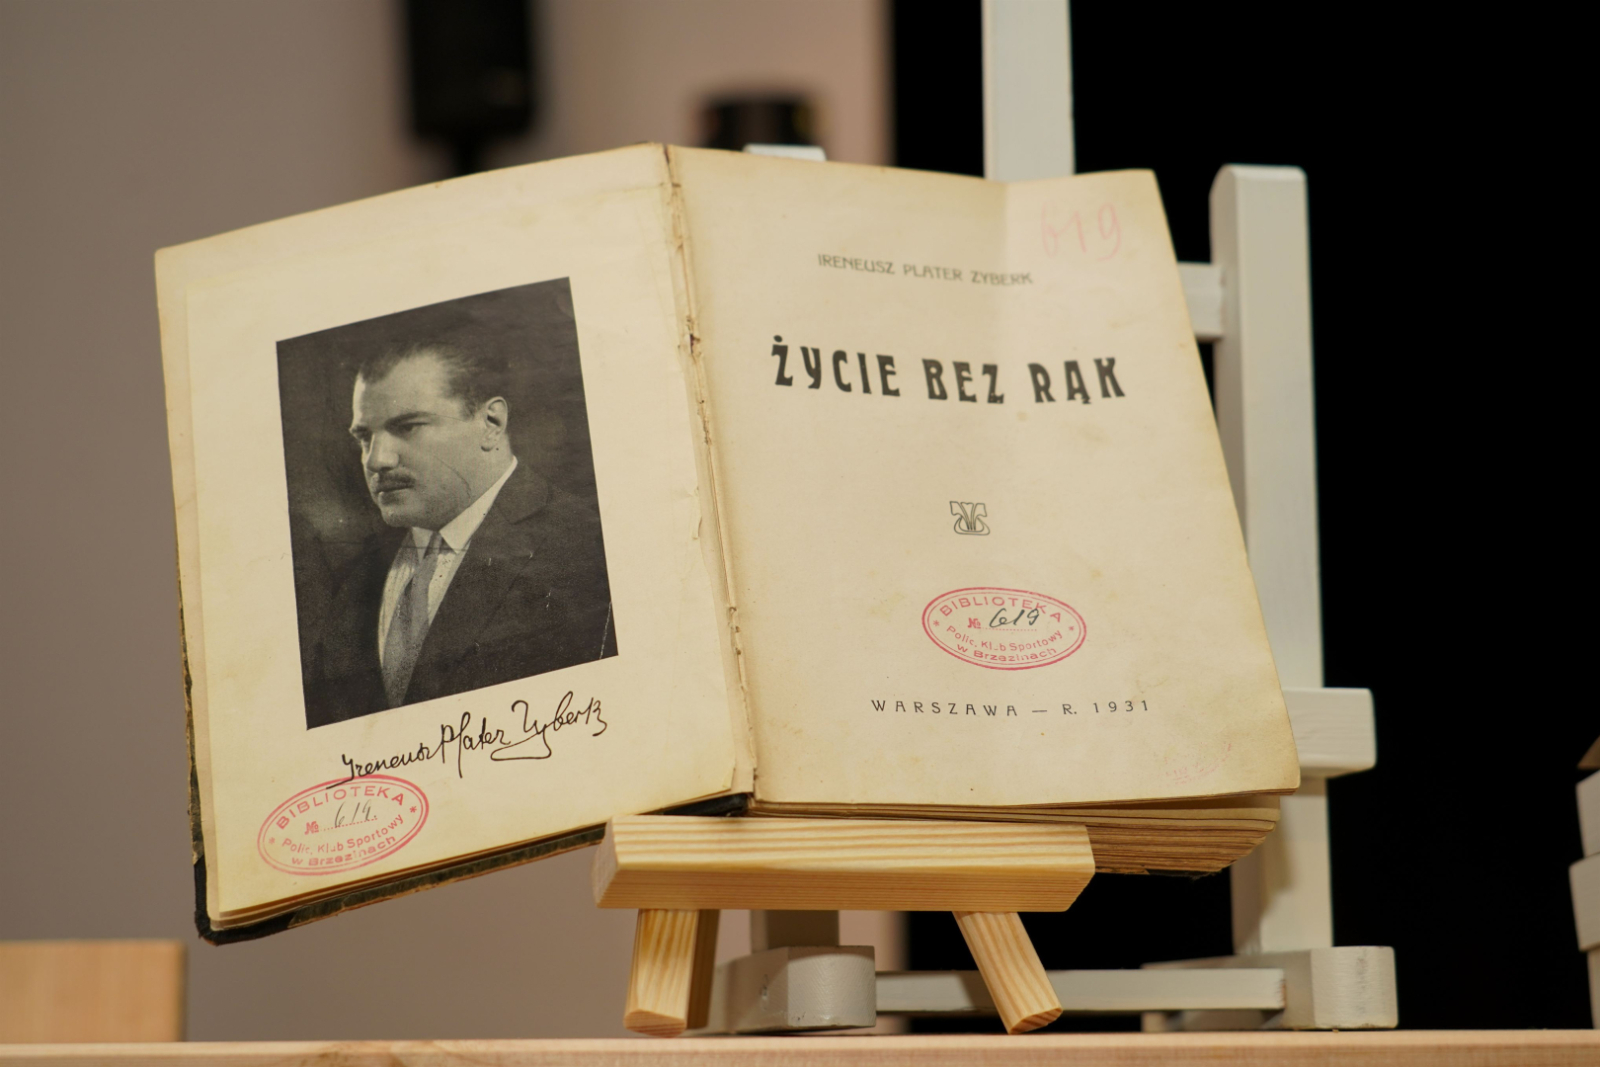 Ireneusz Plater Zyberk
BIBLIOTEKA
№ 619.
Polic. Klub Sportowy
w Brzezinach
619
IRENEUSZ PLATER ZYBERK
ŻYCIE BEZ RĄK
BIBLIOTEKA
№ 619
Polic. Klub Sportowy
w Brzezinach
WARSZAWA — R. 1931